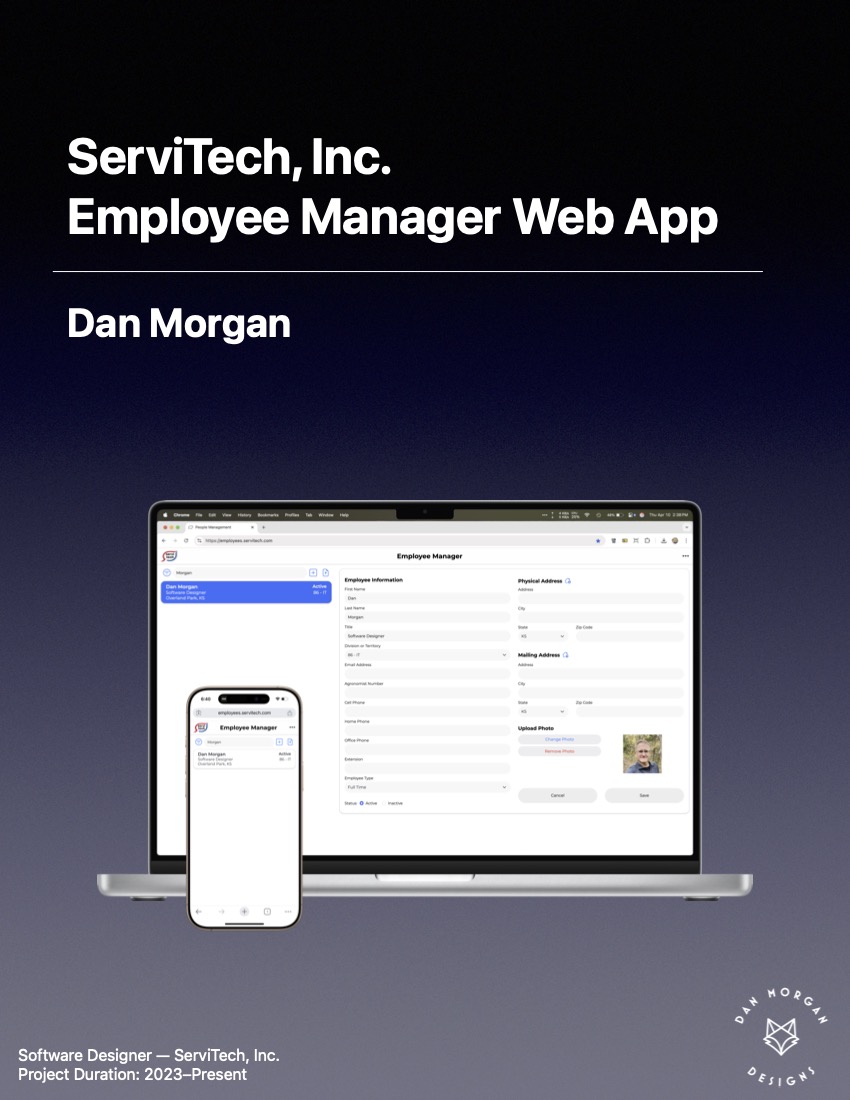 ServiTech, Inc.
Employee Manager Web App
Dan Morgan
Chrome File Edit View History Bookmarks Profiles Tab Window Help
Thu Apr 10 2:38PM
People Management
https://employees.servitech.com
Employee Manager
Morgan
Dan Morgan Active
Software Designer 86 - IT
Overland Park, KS
Employee Information
First Name
Dan
Last Name
Morgan
Title
Software Designer
Division or Territory
86 - IT
Email Address
Agronomist Number
Cell Phone
Home Phone
Office Phone
Extension
Employee Type
Full Time
Status Active Inactive
Physical Address
Address
City
State Zip Code
KS
Mailing Address
Address
City
State Zip Code
KS
Upload Photo
Change Photo
Remove Photo
Cancel Save
6:40
employees.servitech.com
Employee Manager
Morgan
Dan Morgan Active
Software Designer 86 - IT
Overland Park, KS
Software Designer — ServiTech, Inc.
Project Duration: 2023–Present
DAN MORGAN
DESIGNS